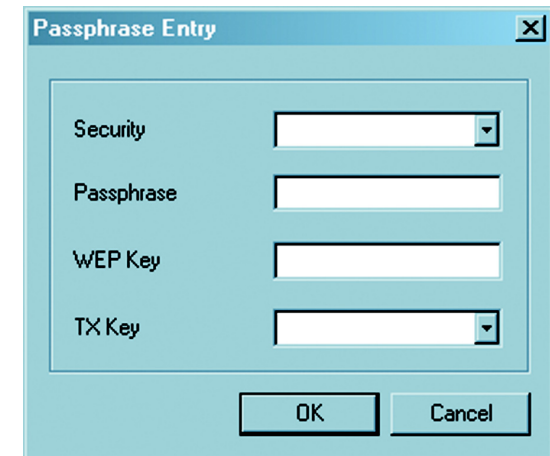 Passphrase Entry
Security
Passphrase
WEP Key
TX Key
OK Cancel